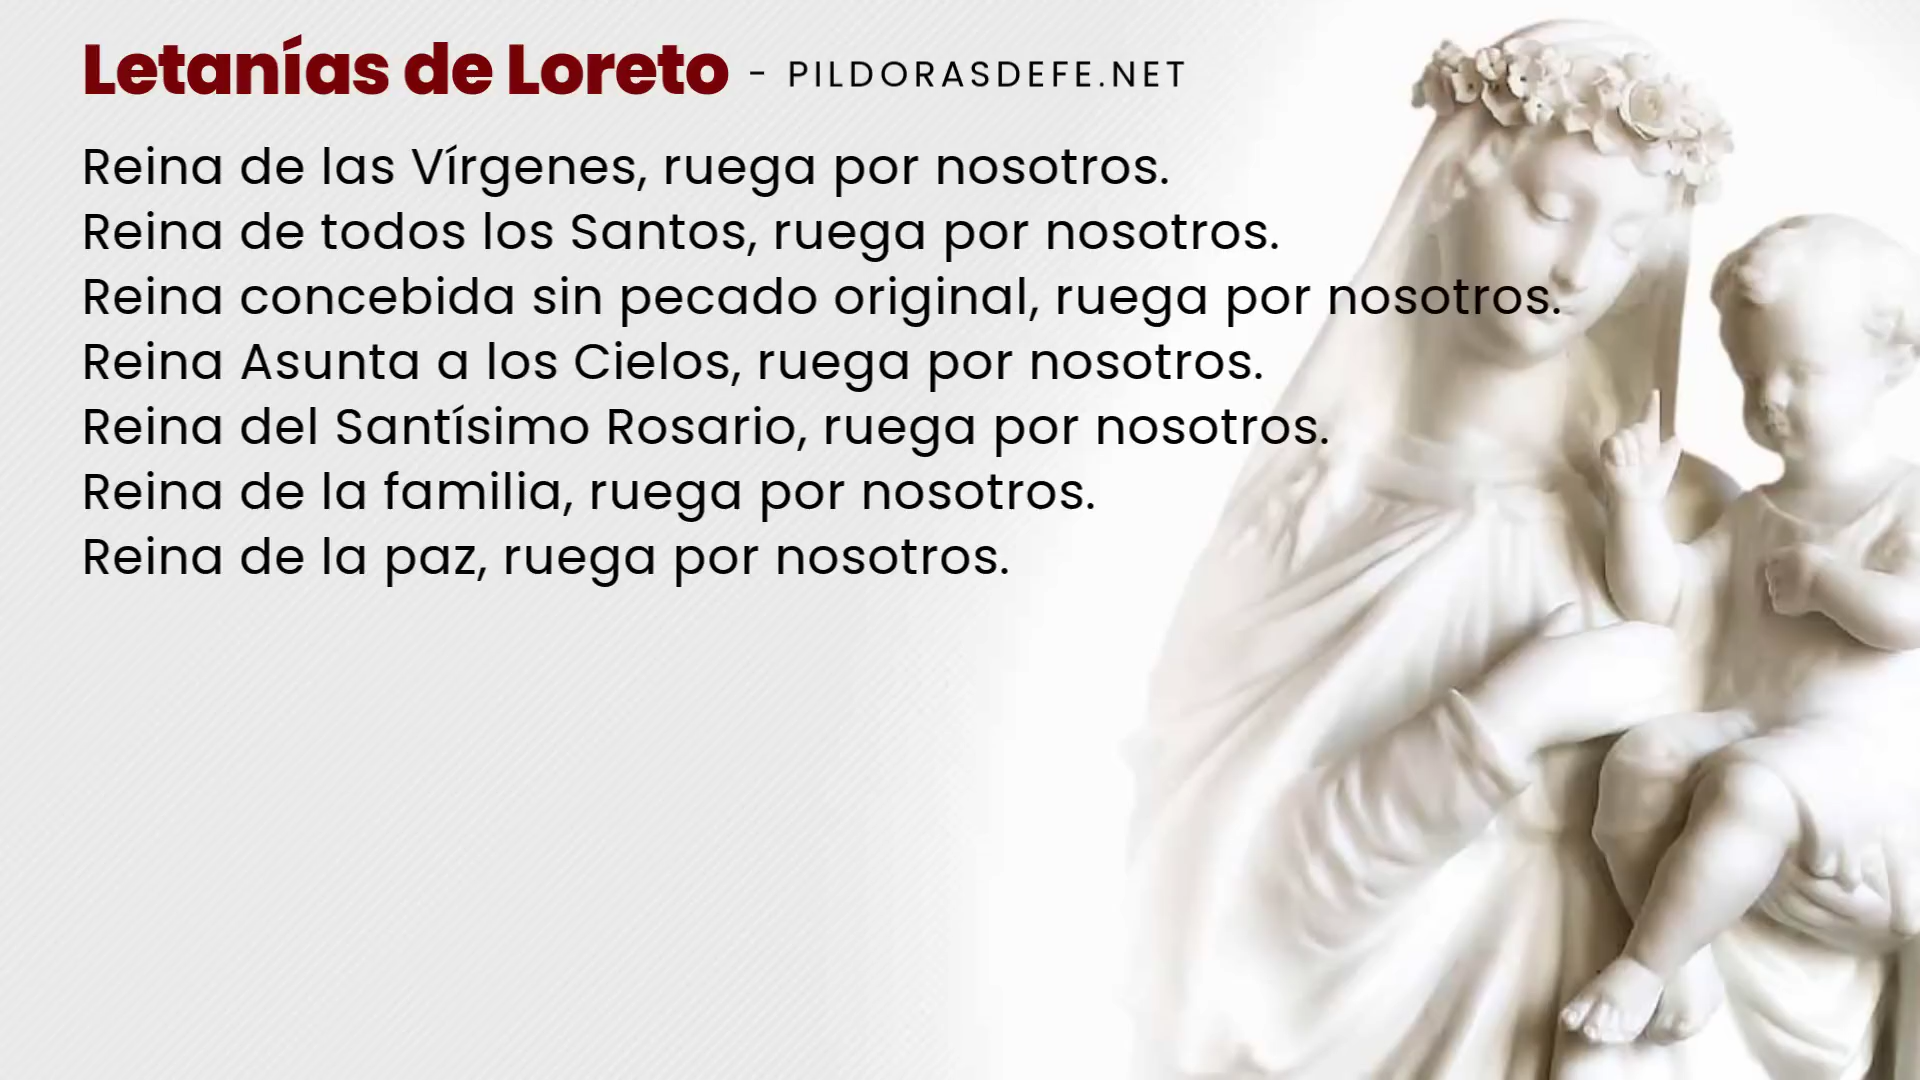 Letanías de Loreto - PILDORASDEFE.NET
Reina de las Vírgenes, ruega por nosotros.
Reina de todos los Santos, ruega por nosotros.
Reina concebida sin pecado original, ruega por nosotros.
Reina Asunta a los Cielos, ruega por nosotros.
Reina del Santísimo Rosario, ruega por nosotros.
Reina de la familia, ruega por nosotros.
Reina de la paz, ruega por nosotros.